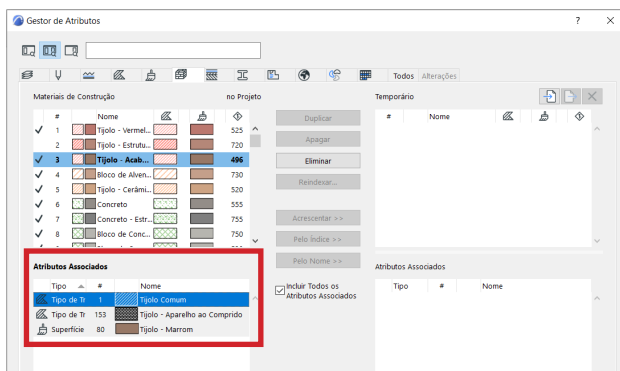 Gestor de Atributos ?
Todos Alterações
Materiais de Construção no Projeto
# Nome
1 Tijolo - Vermel... 525
2 Tijolo - Estrutu... 720
3 Tijolo - Acab... 496
4 Bloco de Alven... 730
5 Tijolo - Cerâmi... 520
6 Concreto 555
7 Concreto - Estr... 755
8 Bloco de Conc... 750
Duplicar
Apagar
Eliminar
Reindexar...
Acrescentar >>
Pelo Índice >>
Pelo Nome >>
Incluir Todos os
Atributos Associados
Temporário
# Nome
Atributos Associados
Tipo # Nome
Tipo de Tr 1 Tijolo Comum
Tipo de Tr 153 Tijolo - Aparelho ao Comprido
Superfície 80 Tijolo - Marrom
Atributos Associados
Tipo # Nome